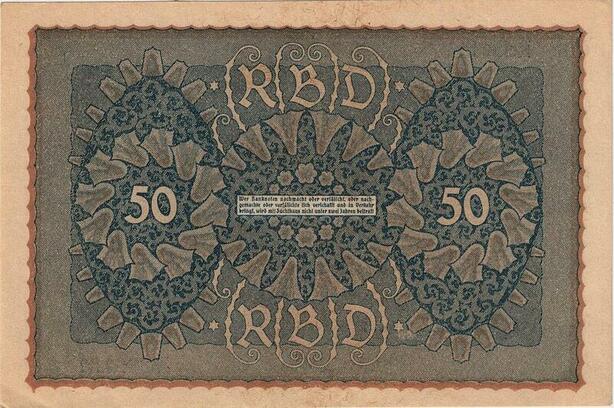 RBD
Wer Banknoten nachmacht oder verfälscht, oder nach-
gemachte oder verfälschte sich verschafft und in Verkehr
bringt, wird mit Zuchthaus nicht unter zwei Jahren bestraft
50
50
RBD